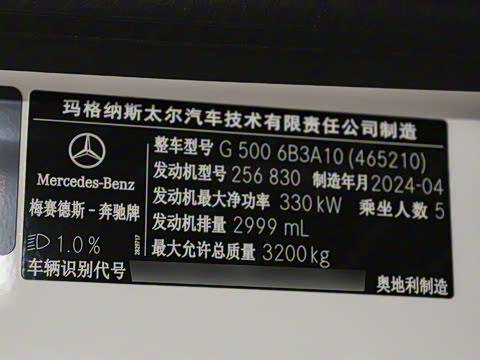 玛格纳斯太尔汽车技术有限责任公司制造
整车型号 G 500 6B3A10 (465210)
Mercedes-Benz
发动机型号 256 830 制造年月 2024-04
梅赛德斯-奔驰牌
发动机最大净功率 330 kW 乘坐人数 5
发动机排量 2999 mL
1.0 %
最大允许总质量 3200 kg
车辆识别代号
奥地利制造